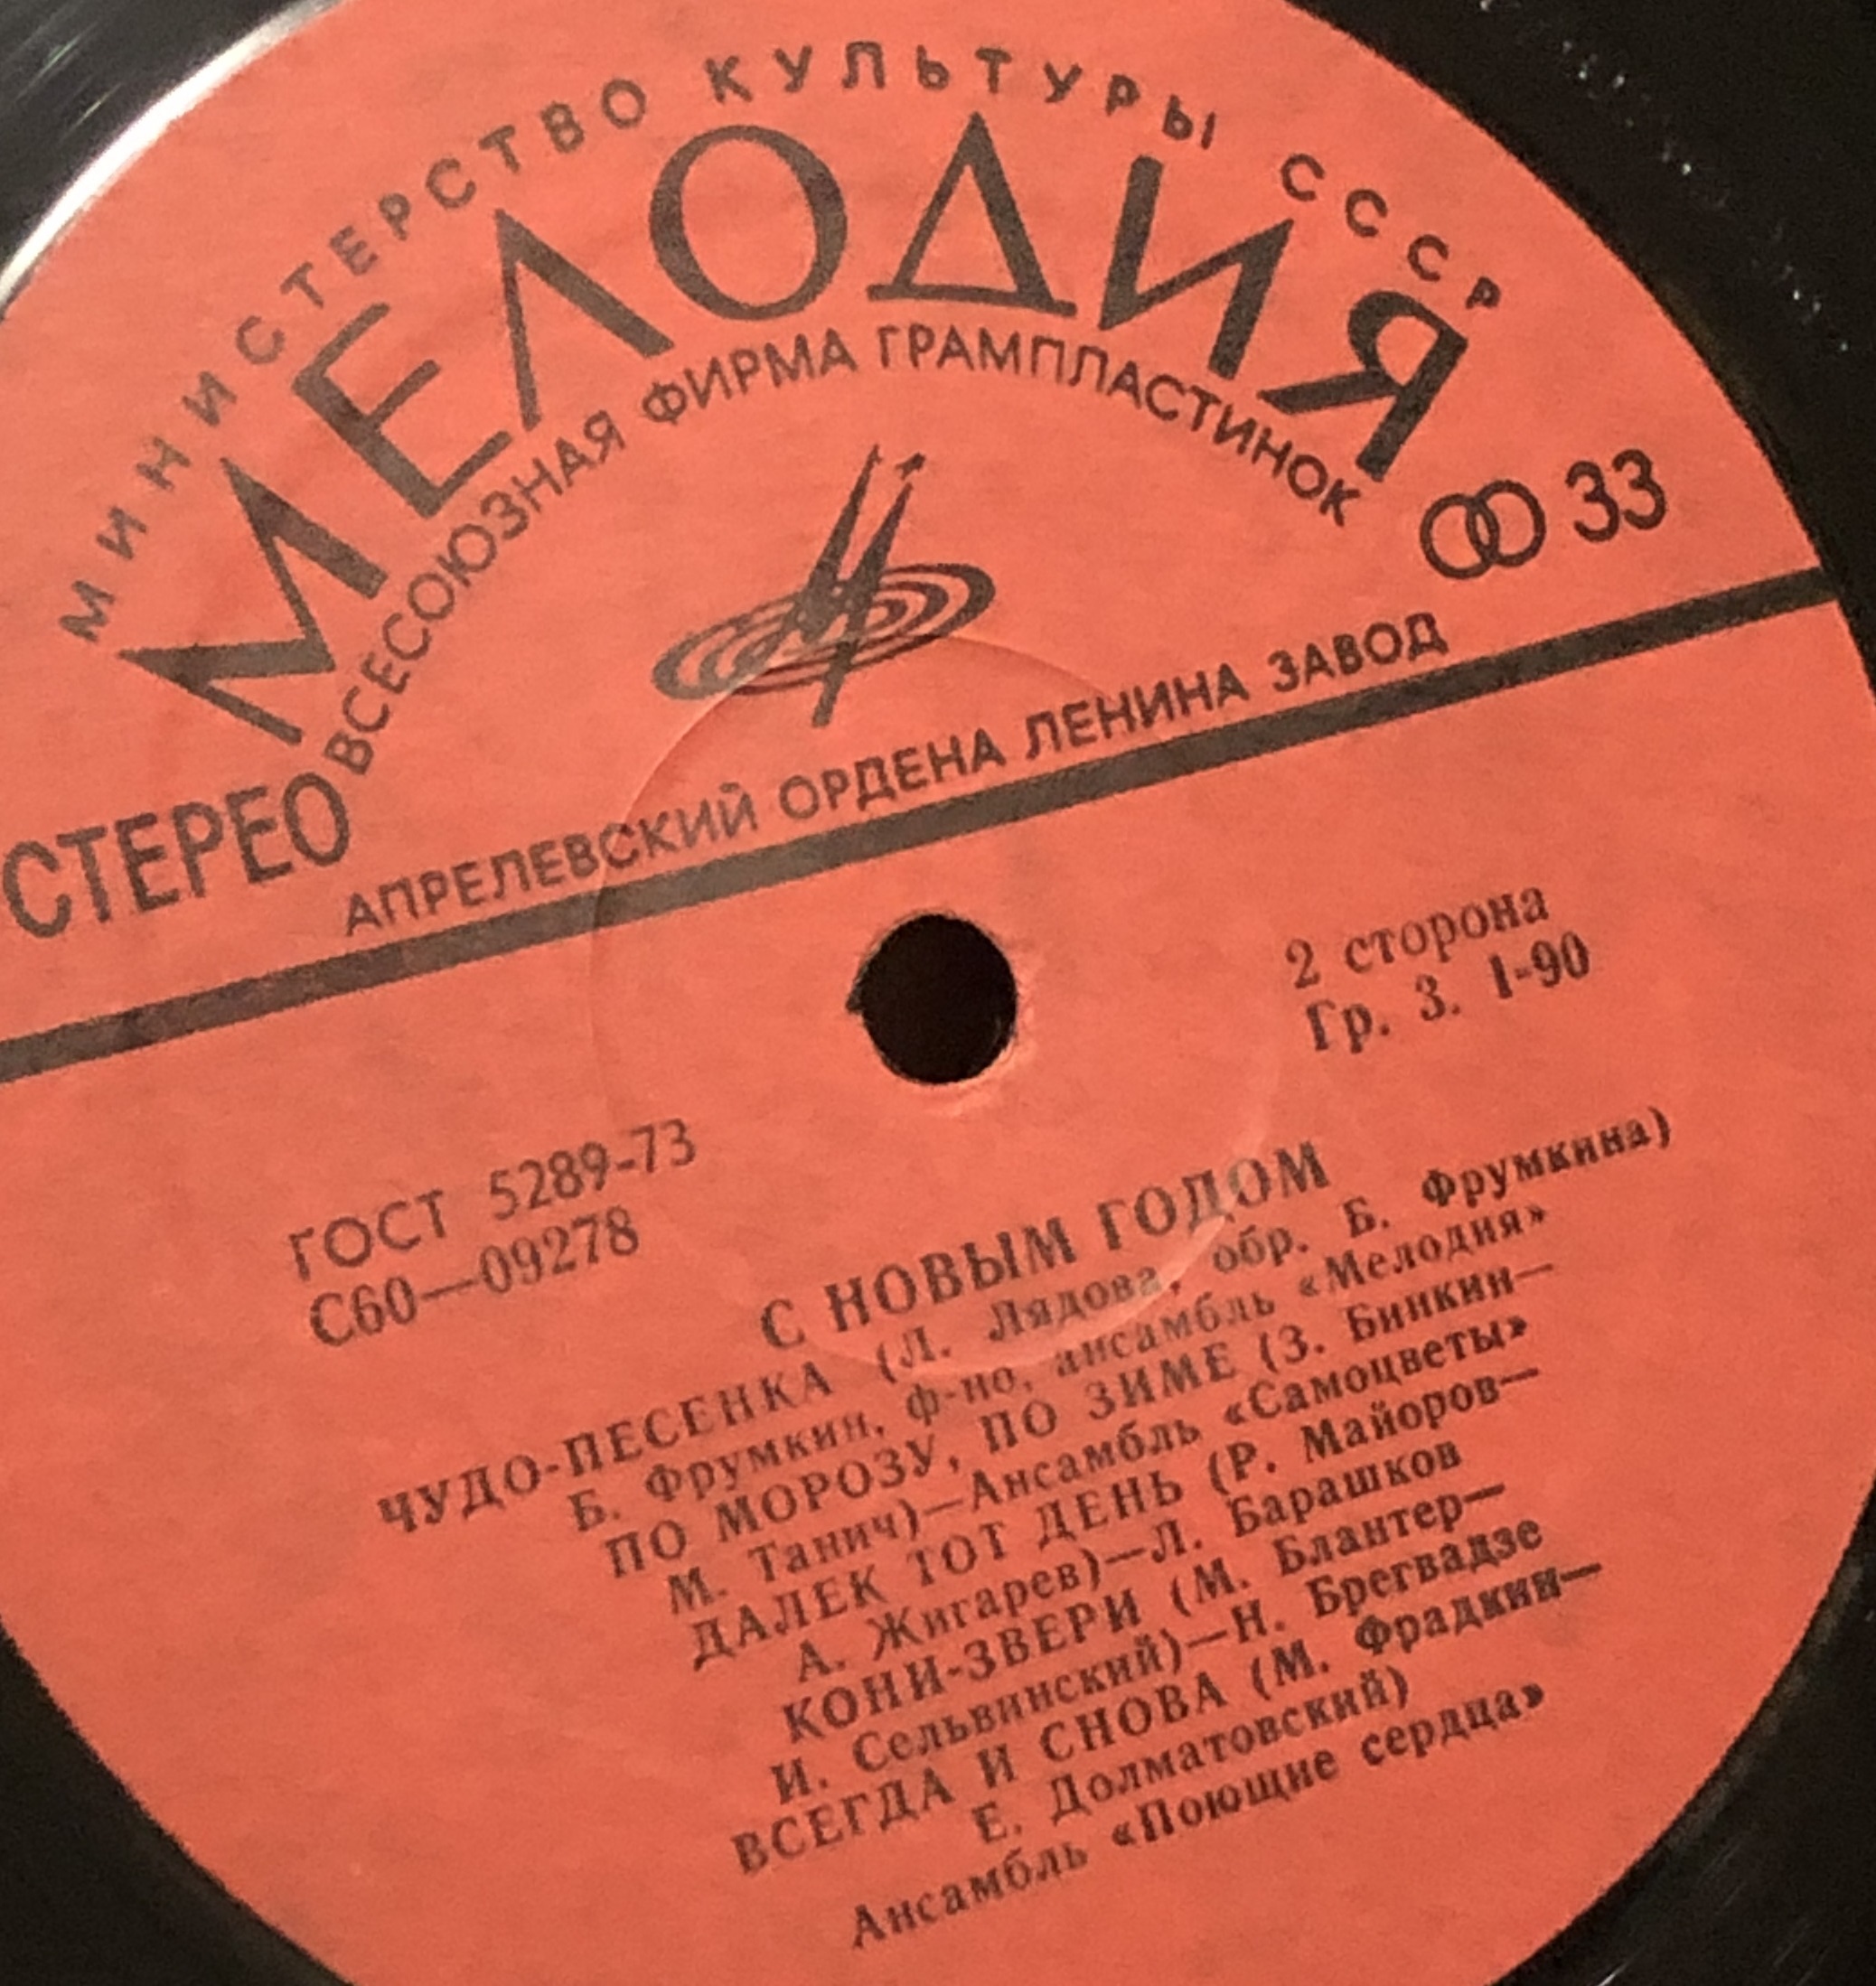 МИНИСТЕРСТВО КУЛЬТУРЫ СССР
МЕЛОДИЯ
ВСЕСОЮЗНАЯ ФИРМА ГРАМПЛАСТИНОК
СТЕРЕО
33
АПРЕЛЕВСКИЙ ОРДЕНА ЛЕНИНА ЗАВОД
2 сторона
Гр. 3. 1-90
ГОСТ 5289-73
С60—09278
С НОВЫМ ГОДОМ
ЧУДО-ПЕСЕНКА (Л. Лядова, обр. Б. Фрумкина)
Б. Фрумкин, ф-но, ансамбль «Мелодия»
ПО МОРОЗУ, ПО ЗИМЕ (З. Бинкин—
М. Танич)—Ансамбль «Самоцветы»
ДАЛЕК ТОТ ДЕНЬ (Р. Майоров—
А. Жигарев)—Л. Барашков
КОНИ-ЗВЕРИ (М. Блантер—
И. Сельвинский)—Н. Брегвадзе
ВСЕГДА И СНОВА (М. Фрадкин—
Е. Долматовский)
Ансамбль «Поющие сердца»